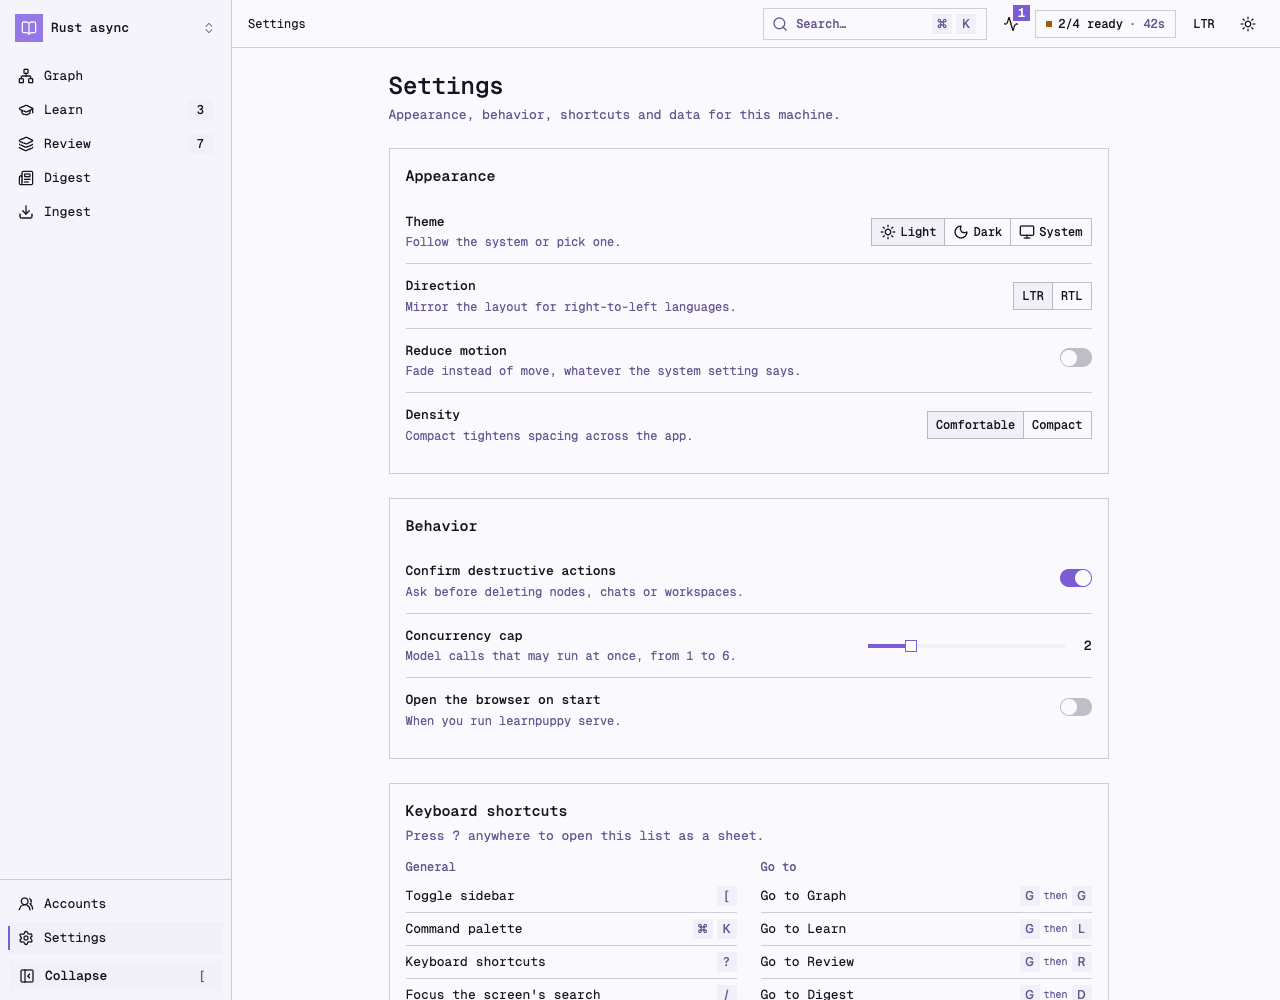 Rust async
Graph
Learn 3
Review 7
Digest
Ingest
Accounts
Settings
Collapse [
Settings
Search… ⌘ K
1
2/4 ready · 42s
LTR
Settings
Appearance, behavior, shortcuts and data for this machine.
Appearance
Theme
Follow the system or pick one.
Light Dark System
Direction
Mirror the layout for right-to-left languages.
LTR RTL
Reduce motion
Fade instead of move, whatever the system setting says.
Density
Compact tightens spacing across the app.
Comfortable Compact
Behavior
Confirm destructive actions
Ask before deleting nodes, chats or workspaces.
Concurrency cap
Model calls that may run at once, from 1 to 6.
2
Open the browser on start
When you run learnpuppy serve.
Keyboard shortcuts
Press ? anywhere to open this list as a sheet.
General
Toggle sidebar [
Command palette ⌘ K
Keyboard shortcuts ?
Focus the screen's search /
Go to
Go to Graph G then G
Go to Learn G then L
Go to Review G then R
Go to Digest G then D